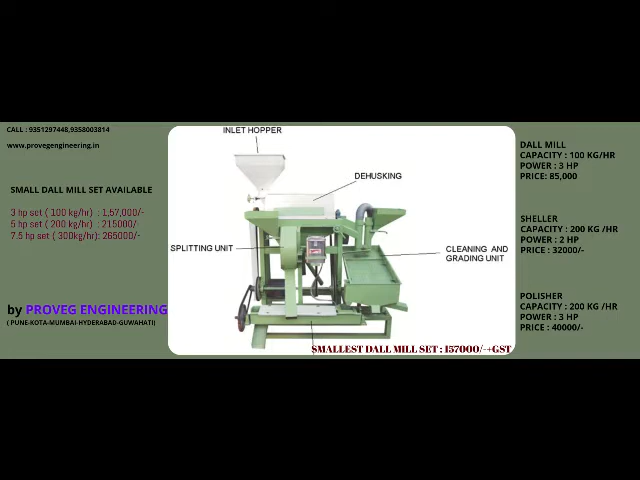 CALL : 9351297448,9358003814
www.provegengineering.in
SMALL DALL MILL SET AVAILABLE
3 hp set ( 100 kg/hr) : 1,57,000/-
5 hp set (200 kg/hr) : 215000/-
7.5 hp set ( 300kg/hr): 265000/-
by PROVEG ENGINEERING
( PUNE-KOTA-MUMBAI-HYDERABAD-GUWAHATI)
INLET HOPPER
DEHUSKING
SPLITTING UNIT
CLEANING AND
GRADING UNIT
SMALLEST DALL MILL SET : 157000/-+GST
DALL MILL
CAPACITY : 100 KG/HR
POWER : 3 HP
PRICE: 85,000
SHELLER
CAPACITY : 200 KG /HR
POWER : 2 HP
PRICE : 32000/-
POLISHER
CAPACITY : 200 KG /HR
POWER : 3 HP
PRICE : 40000/-